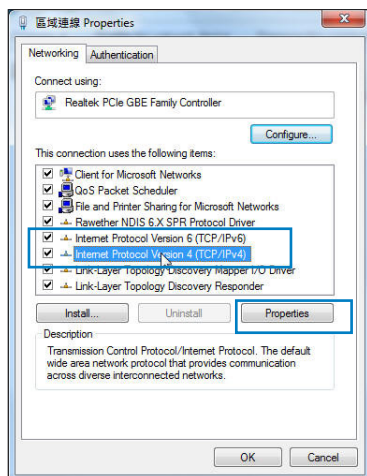 區域連線 Properties
Networking
Authentication
Connect using:
Realtek PCIe GBE Family Controller
Configure...
This connection uses the following items:
Client for Microsoft Networks
QoS Packet Scheduler
File and Printer Sharing for Microsoft Networks
Rawether NDIS 6.X SPR Protocol Driver
Internet Protocol Version 6 (TCP/IPv6)
Internet Protocol Version 4 (TCP/IPv4)
Link-Layer Topology Discovery Mapper I/O Driver
Link-Layer Topology Discovery Responder
Install...
Uninstall
Properties
Description
Transmission Control Protocol/Internet Protocol. The default
wide area network protocol that provides communication
across diverse interconnected networks.
OK
Cancel